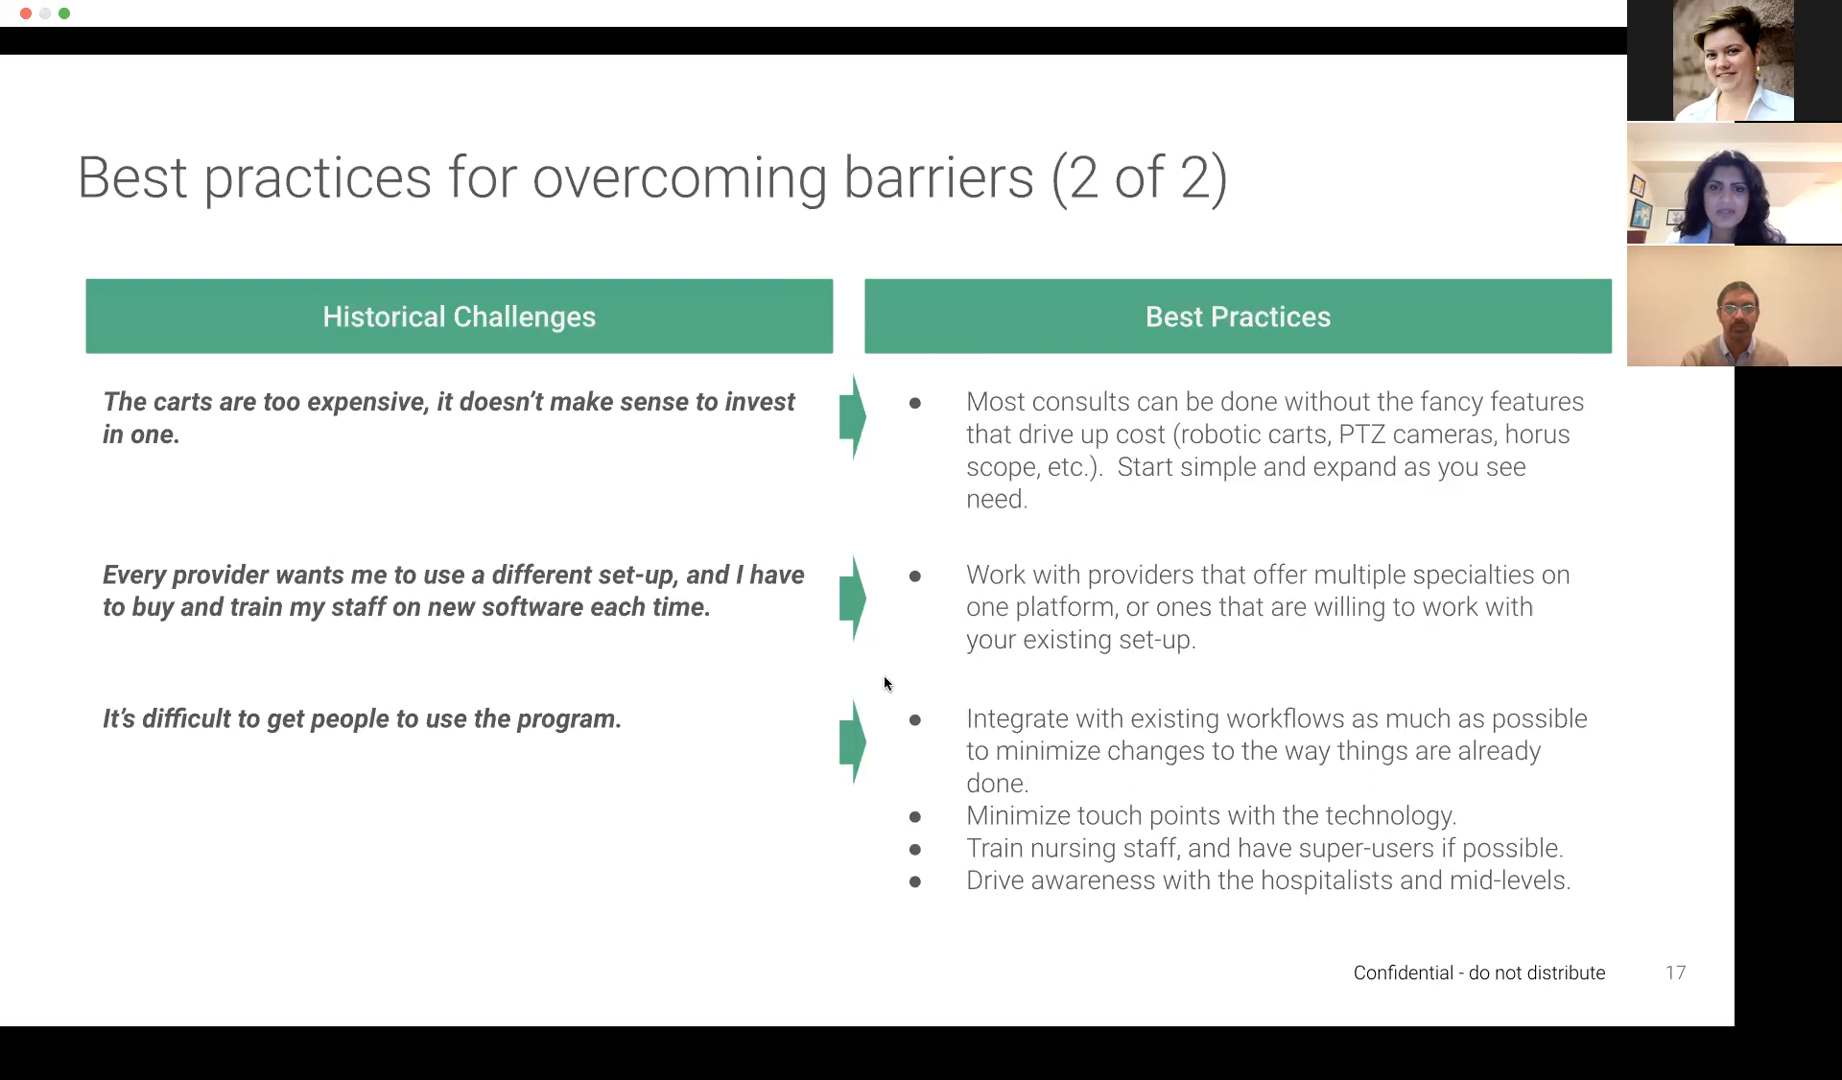 Best practices for overcoming barriers (2 of 2)
Historical Challenges
Best Practices
The carts are too expensive, it doesn’t make sense to invest
in one.
● Most consults can be done without the fancy features
that drive up cost (robotic carts, PTZ cameras, horus
scope, etc.).  Start simple and expand as you see
need.
Every provider wants me to use a different set-up, and I have
to buy and train my staff on new software each time.
● Work with providers that offer multiple specialties on
one platform, or ones that are willing to work with
your existing set-up.
It’s difficult to get people to use the program.
● Integrate with existing workflows as much as possible
to minimize changes to the way things are already
done.
● Minimize touch points with the technology.
● Train nursing staff, and have super-users if possible.
● Drive awareness with the hospitalists and mid-levels.
Confidential - do not distribute
17